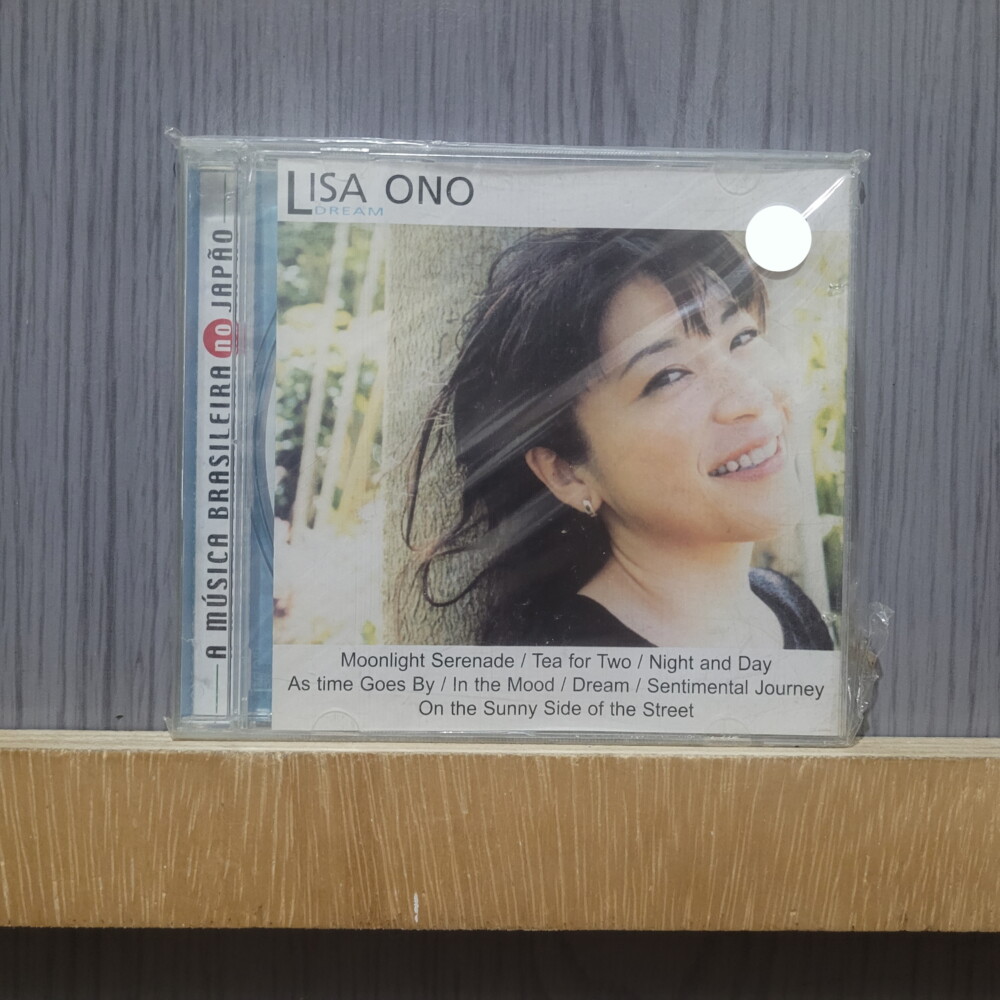 LISA ONO
DREAM
A MÚSICA BRASILEIRA no JAPÃO
Moonlight Serenade / Tea for Two / Night and Day
As time Goes By / In the Mood / Dream / Sentimental Journey
On the Sunny Side of the Street